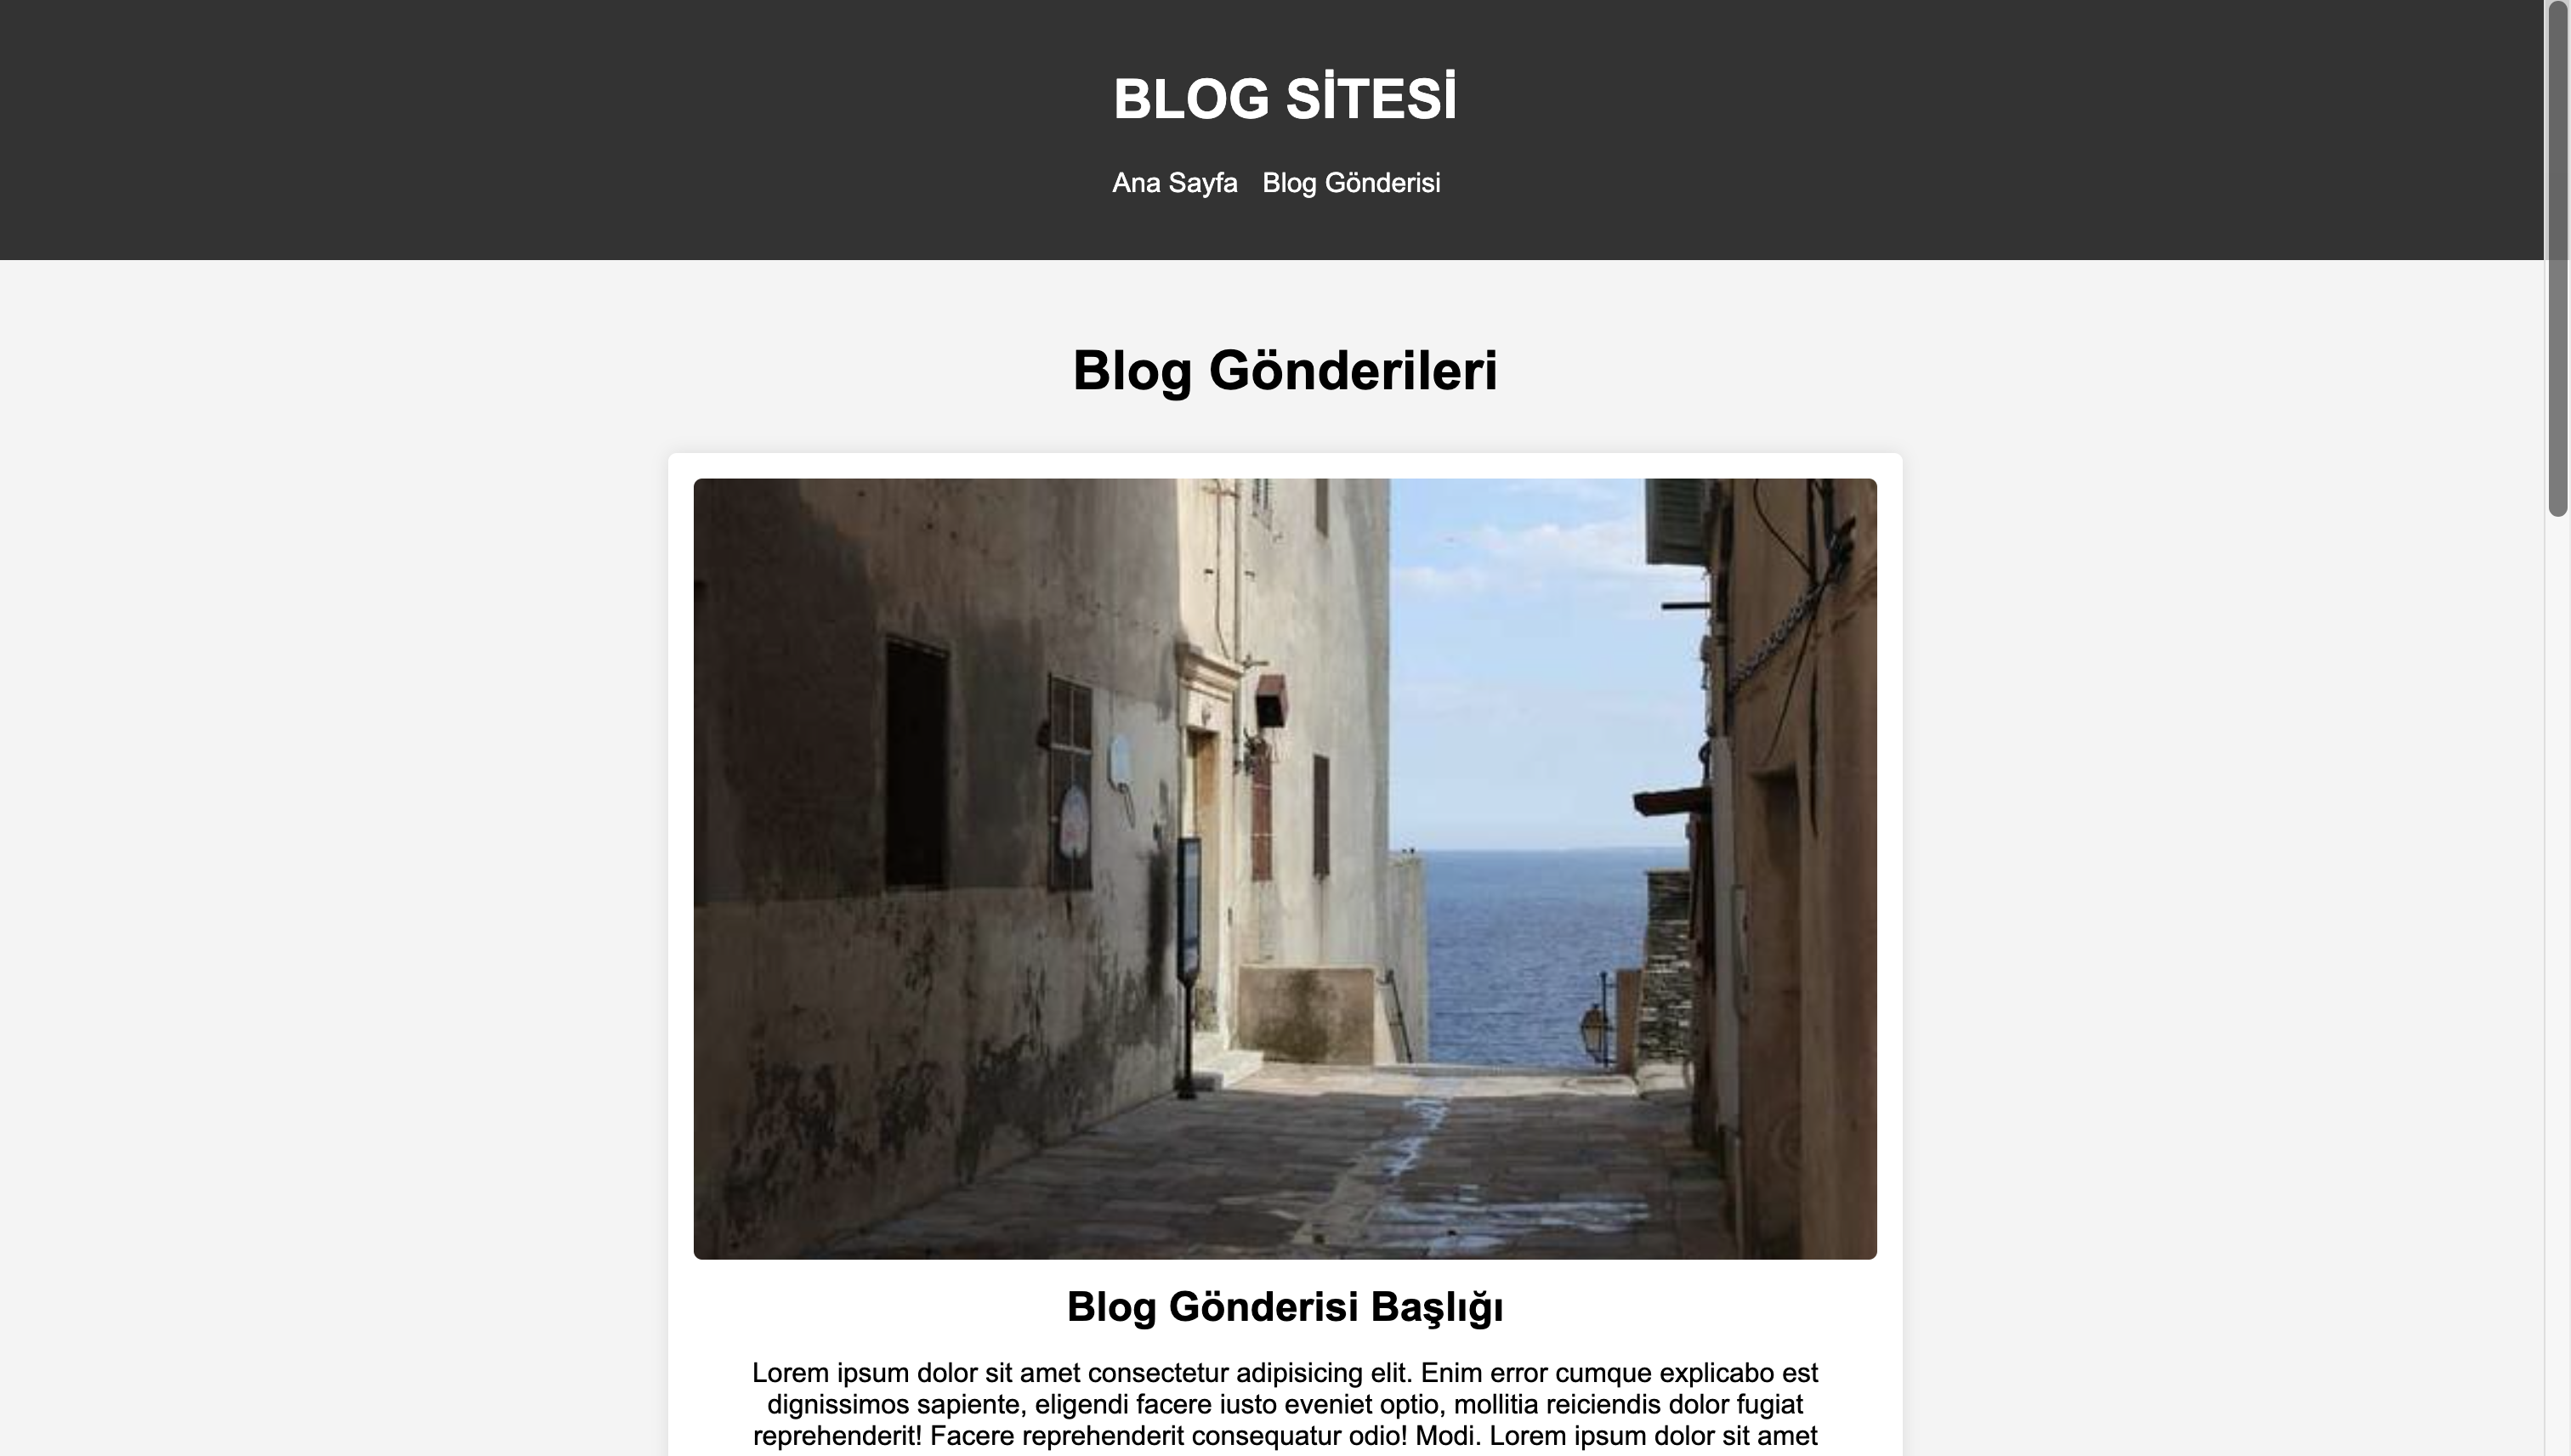 BLOG SİTESİ
Ana Sayfa Blog Gönderisi
Blog Gönderileri
Blog Gönderisi Başlığı
Lorem ipsum dolor sit amet consectetur adipisicing elit. Enim error cumque explicabo est
dignissimos sapiente, eligendi facere iusto eveniet optio, mollitia reiciendis dolor fugiat
reprehenderit! Facere reprehenderit consequatur odio! Modi. Lorem ipsum dolor sit amet